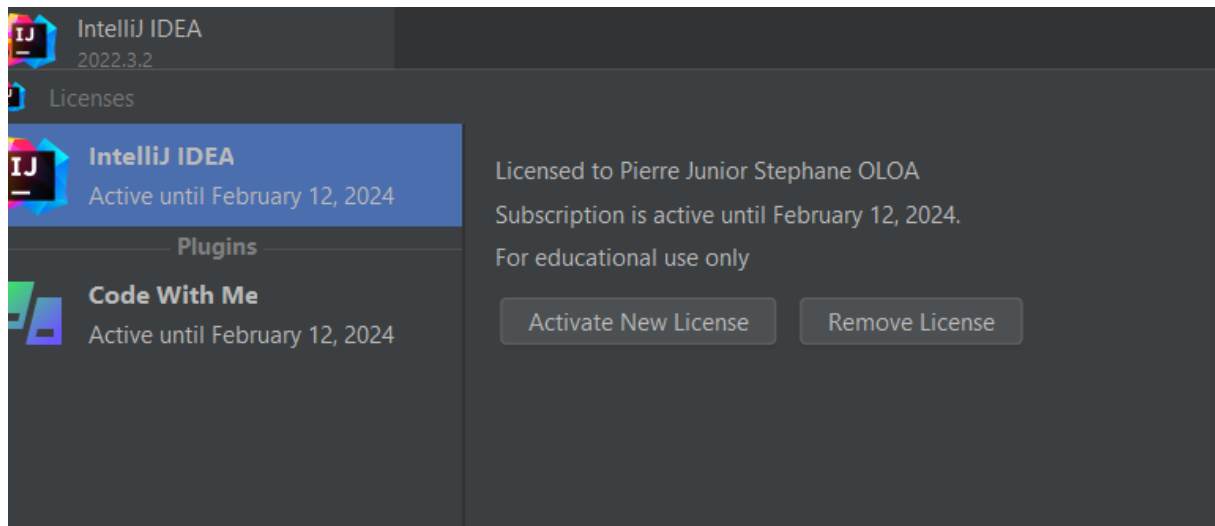 IntelliJ IDEA
2022.3.2
Licenses
IJ
IntelliJ IDEA
Active until February 12, 2024
Plugins
Code With Me
Active until February 12, 2024
Licensed to Pierre Junior Stephane OLOA
Subscription is active until February 12, 2024.
For educational use only
Activate New License
Remove License